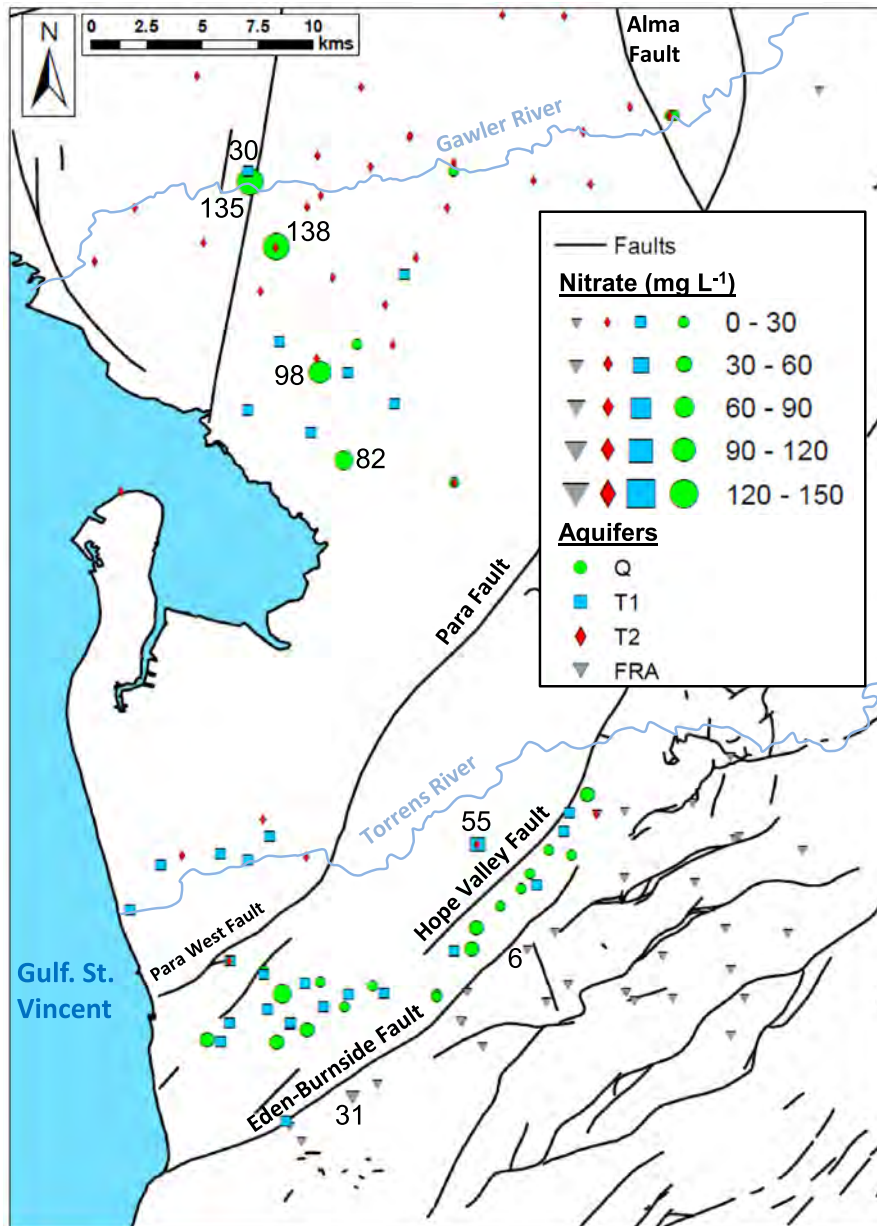 N
0 2.5 5 7.5 10
kms
Alma
Fault
Gawler River
30
135
138
98
82
Faults
Nitrate (mg L-1)
0 - 30
30 - 60
60 - 90
90 - 120
120 - 150
Aquifers
Q
T1
T2
FRA
Para Fault
Torrens River
55
Hope Valley Fault
Para West Fault
6
Gulf. St.
Vincent
Eden-Burnside Fault
31